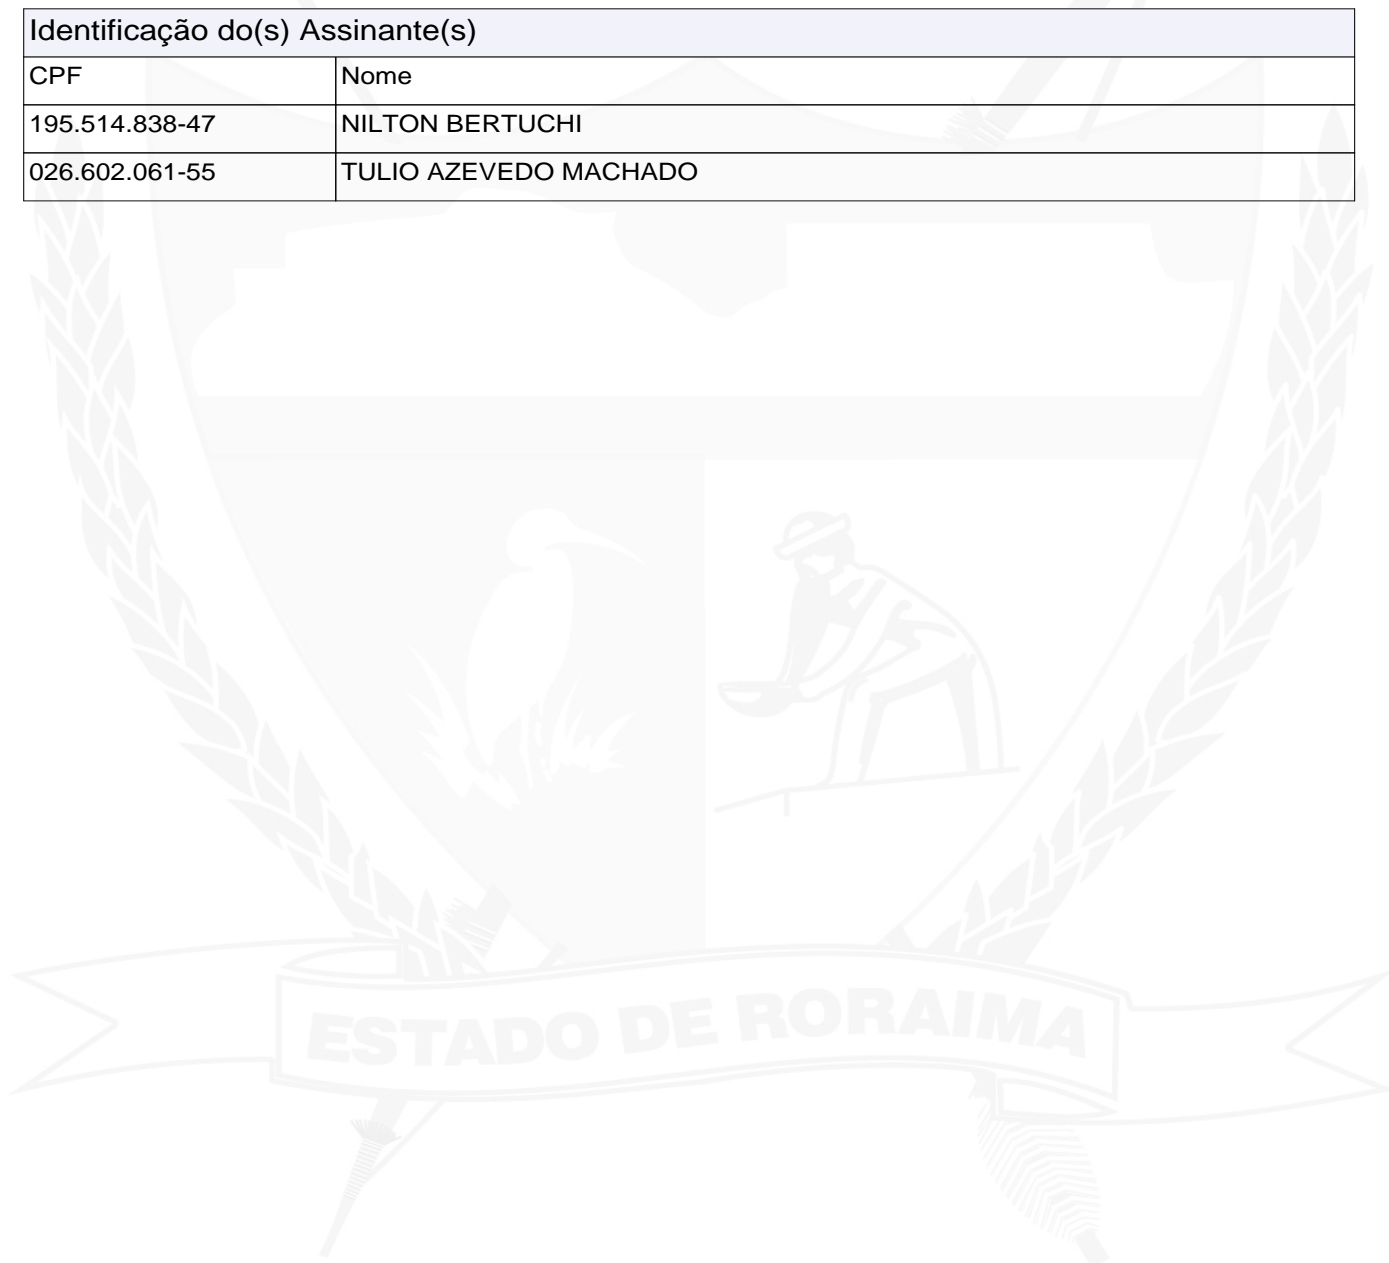 Identificação do(s) Assinante(s)
CPF Nome
195.514.838-47 NILTON BERTUCHI
026.602.061-55 TULIO AZEVEDO MACHADO
ESTADO DE RORAIMA